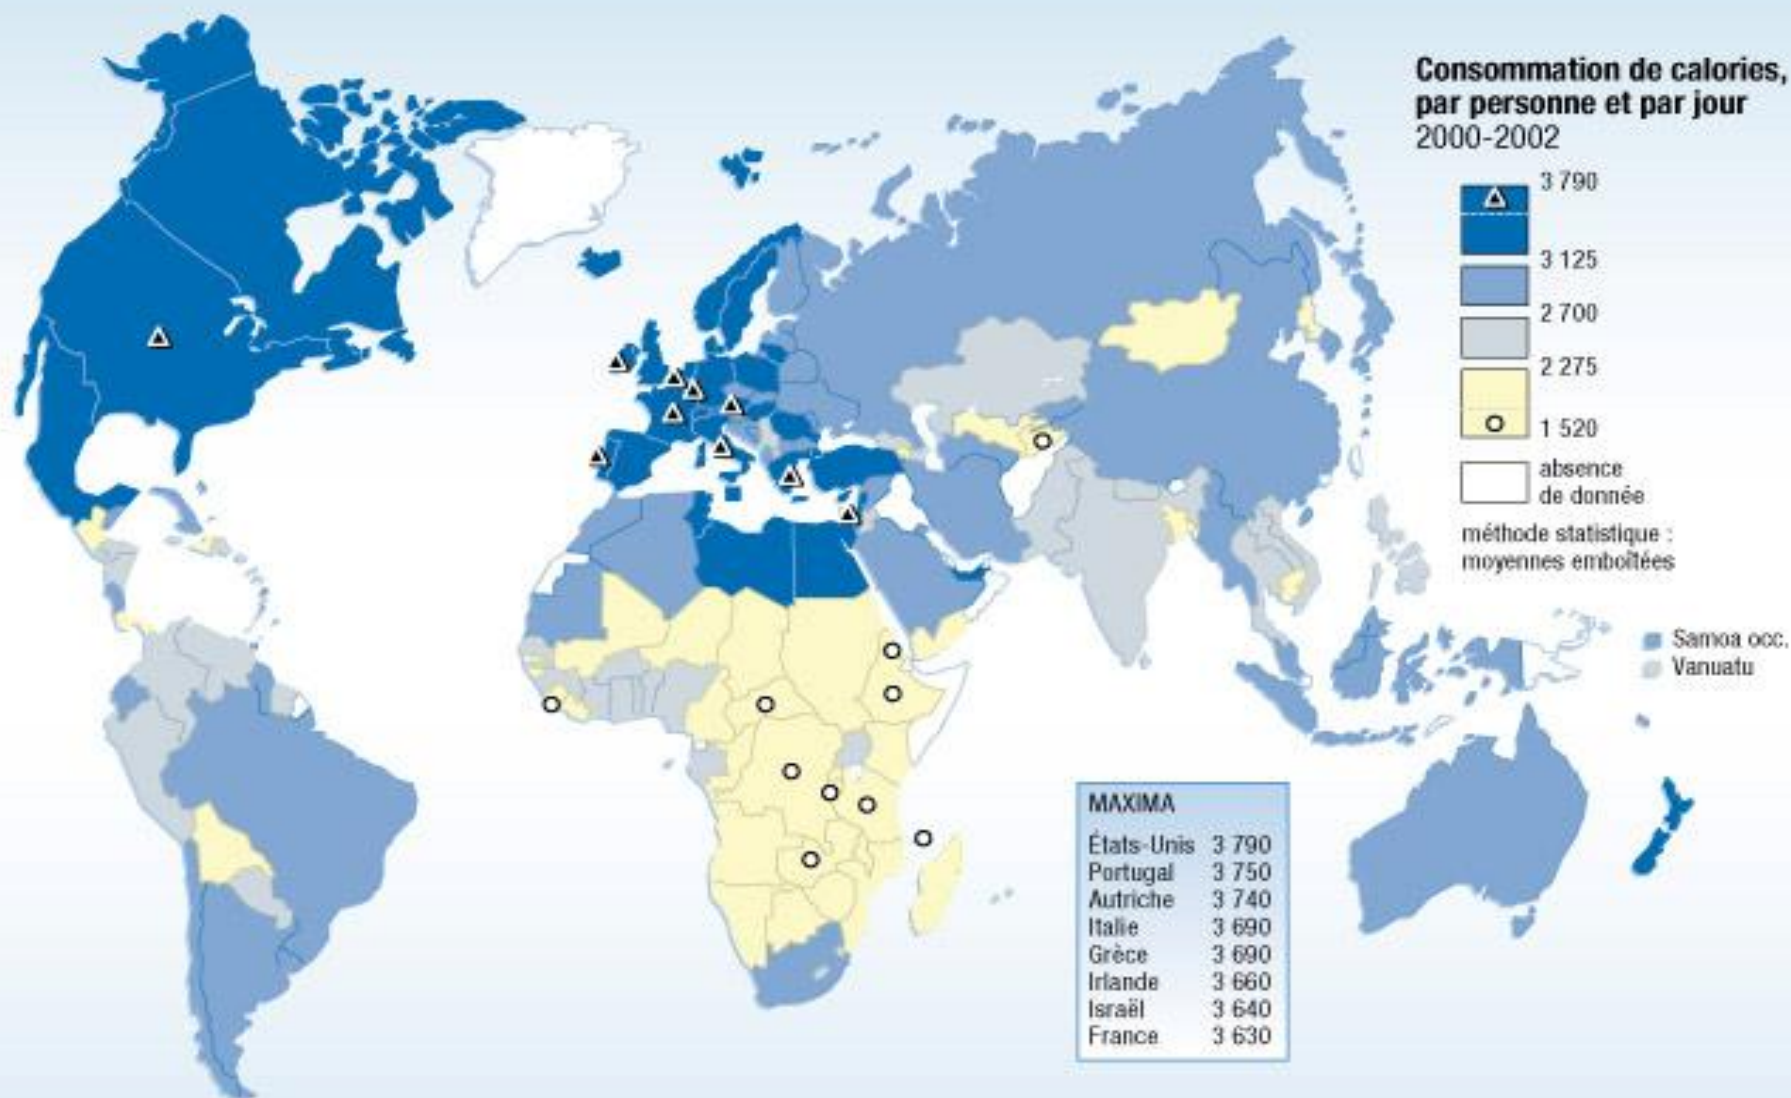 Consommation de calories,
par personne et par jour
2000-2002
3 790
3 125
2 700
2 275
1 520
absence
de donnée
méthode statistique :
moyennes emboîtées
Samoa occ.
Vanuatu
MAXIMA
États-Unis 3 790
Portugal 3 750
Autriche 3 740
Italie 3 690
Grèce 3 690
Irlande 3 660
Israël 3 640
France 3 630